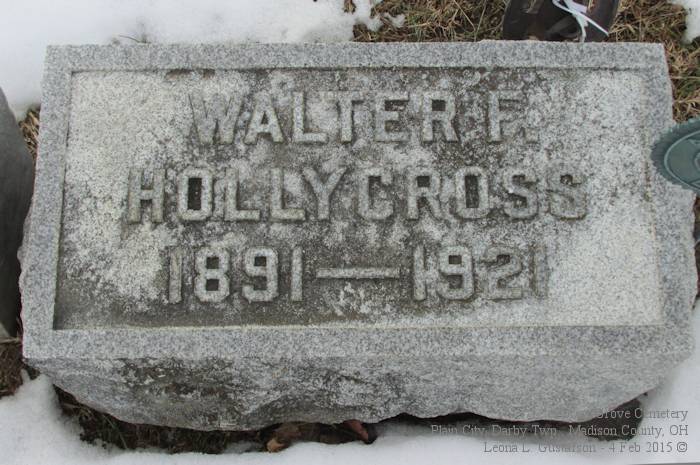 WALTER F.
HOLLYCROSS
1891—1921
Grove Cemetery
Plain City, Darby Twp., Madison County, OH
Leona L. Gustafson - 4 Feb 2015 ©